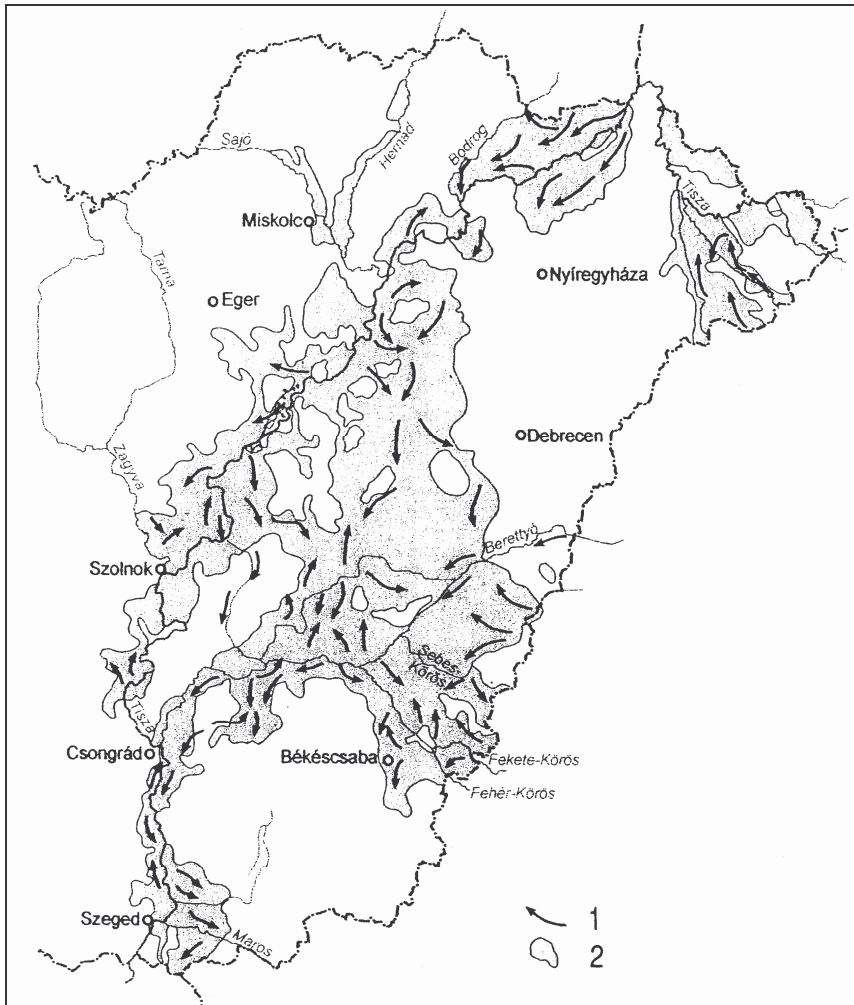 Sajó
Hernád
Bodrog
Tisza
Miskolc
Tarna
Nyíregyháza
Eger
Debrecen
Zagyva
Berettyó
Szolnok
Sebes-
Körös
Tisza
Csongrád
Békéscsaba
Fekete-Körös
Fehér-Körös
Szeged
Maros
1
2